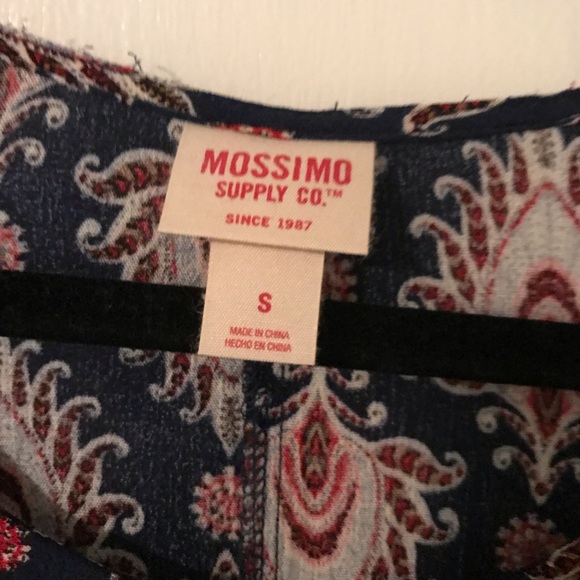 MOSSIMO
SUPPLY CO.™
SINCE 1987
S
MADE IN CHINA
HECHO EN CHINA